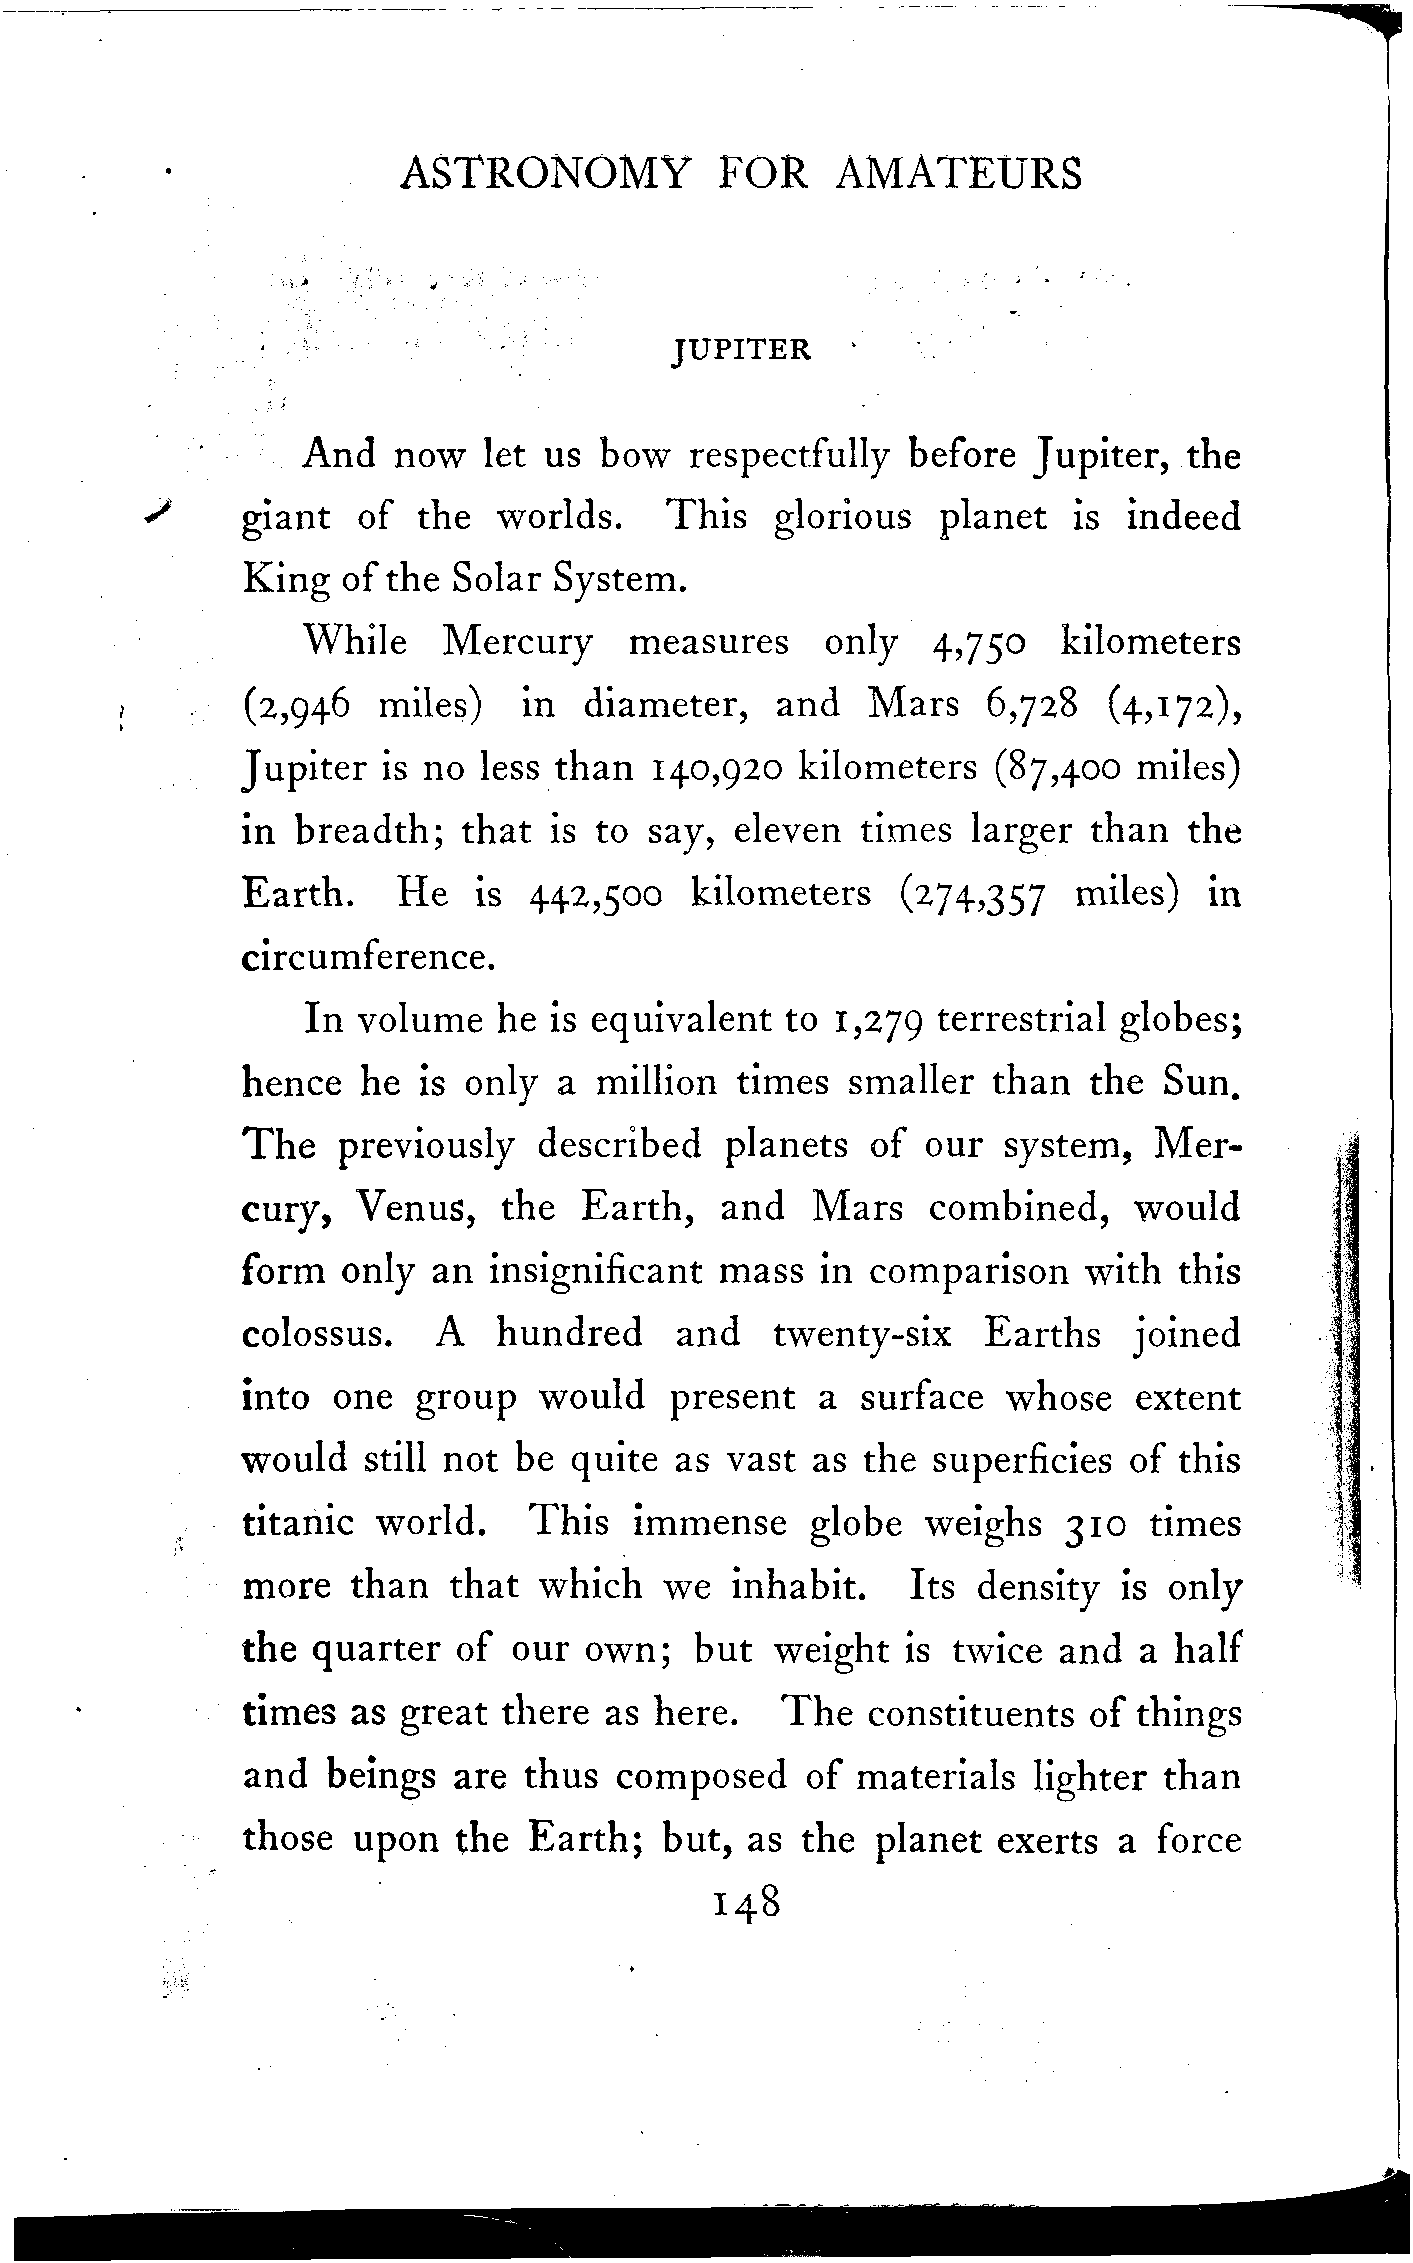 ASTRONOMY FOR AMATEURS
JUPITER
And now let us bow respectfully before Jupiter, the
giant of the worlds. This glorious planet is indeed
King of the Solar System.
While Mercury measures only 4,750 kilometers
(2,946 miles) in diameter, and Mars 6,728 (4,172),
Jupiter is no less than 140,920 kilometers (87,400 miles)
in breadth; that is to say, eleven times larger than the
Earth. He is 442,500 kilometers (274,357 miles) in
circumference.
In volume he is equivalent to 1,279 terrestrial globes;
hence he is only a million times smaller than the Sun.
The previously described planets of our system, Mer-
cury, Venus, the Earth, and Mars combined, would
form only an insignificant mass in comparison with this
colossus. A hundred and twenty-six Earths joined
into one group would present a surface whose extent
would still not be quite as vast as the superficies of this
titanic world. This immense globe weighs 310 times
more than that which we inhabit. Its density is only
the quarter of our own; but weight is twice and a half
times as great there as here. The constituents of things
and beings are thus composed of materials lighter than
those upon the Earth; but, as the planet exerts a force
148